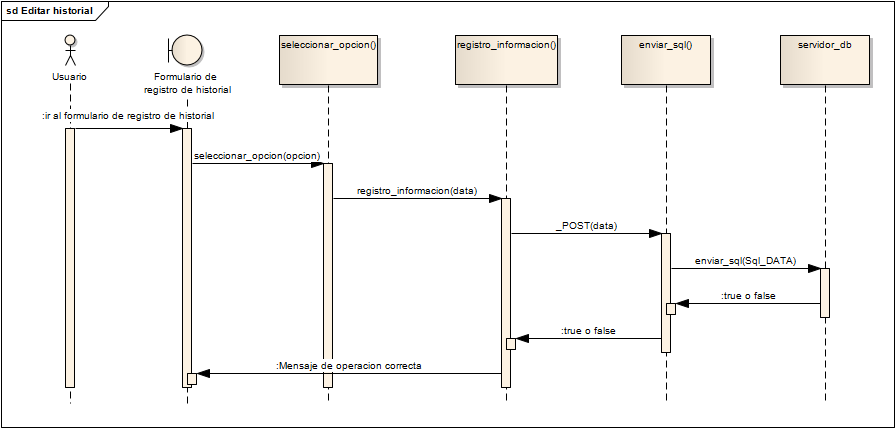 sd Editar historial
seleccionar_opcion()
registro_informacion()
enviar_sql()
servidor_db
Usuario
Formulario de
registro de historial
:ir al formulario de registro de historial
seleccionar_opcion(opcion)
registro_informacion(data)
_POST(data)
enviar_sql(Sql_DATA)
:true o false
:true o false
:Mensaje de operacion correcta